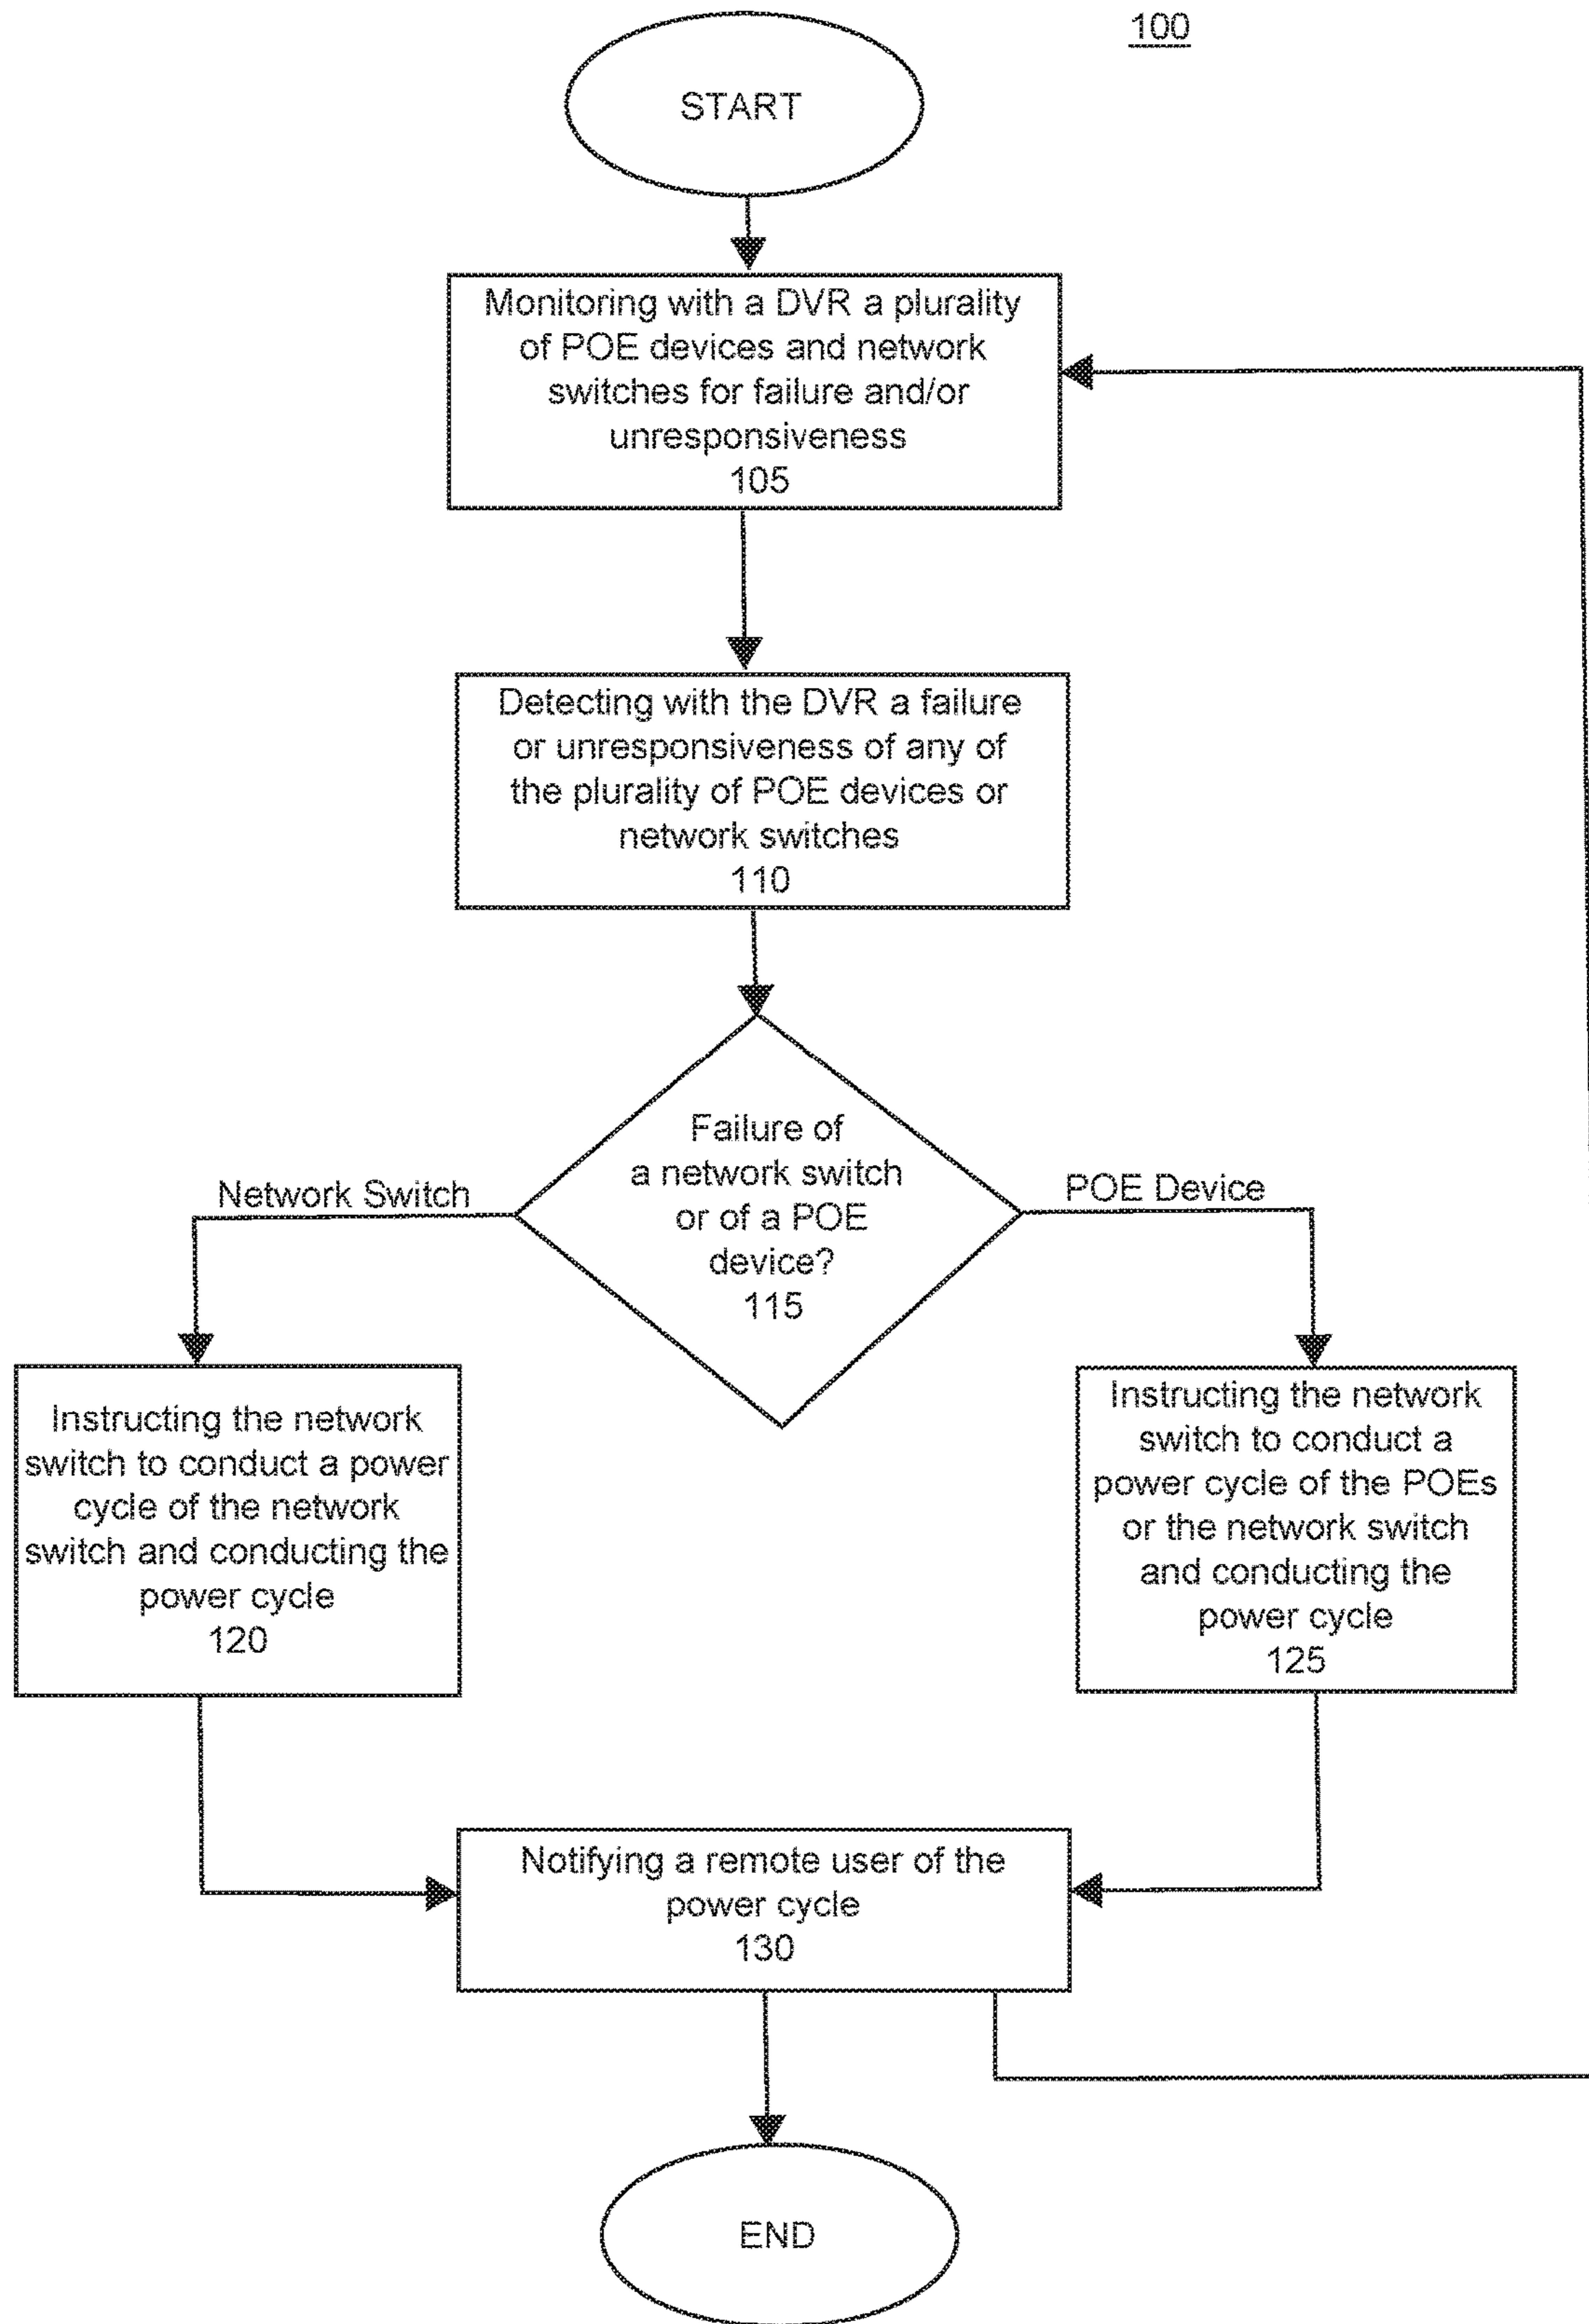 100
START
Monitoring with a DVR a plurality
of POE devices and network
switches for failure and/or
unresponsiveness
105
Detecting with the DVR a failure
or unresponsiveness of any of
the plurality of POE devices or
network switches
110
Failure of
a network switch
or of a POE
device?
115
Network Switch
POE Device
Instructing the network
switch to conduct a power
cycle of the network
switch and conducting the
power cycle
120
Instructing the network
switch to conduct a
power cycle of the POEs
or the network switch
and conducting the
power cycle
125
Notifying a remote user of the
power cycle
130
END